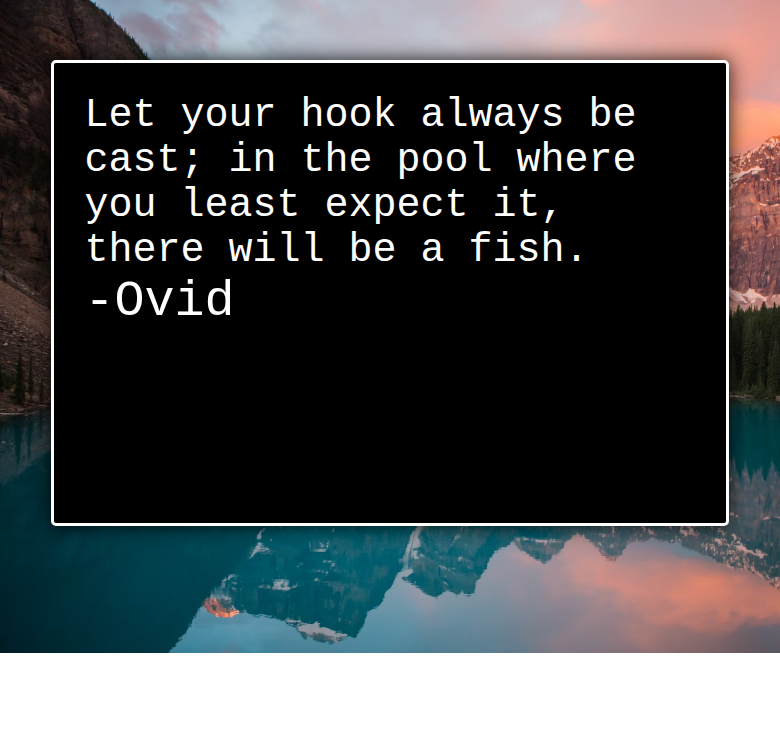 Let your hook always be
cast; in the pool where
you least expect it,
there will be a fish.
-Ovid